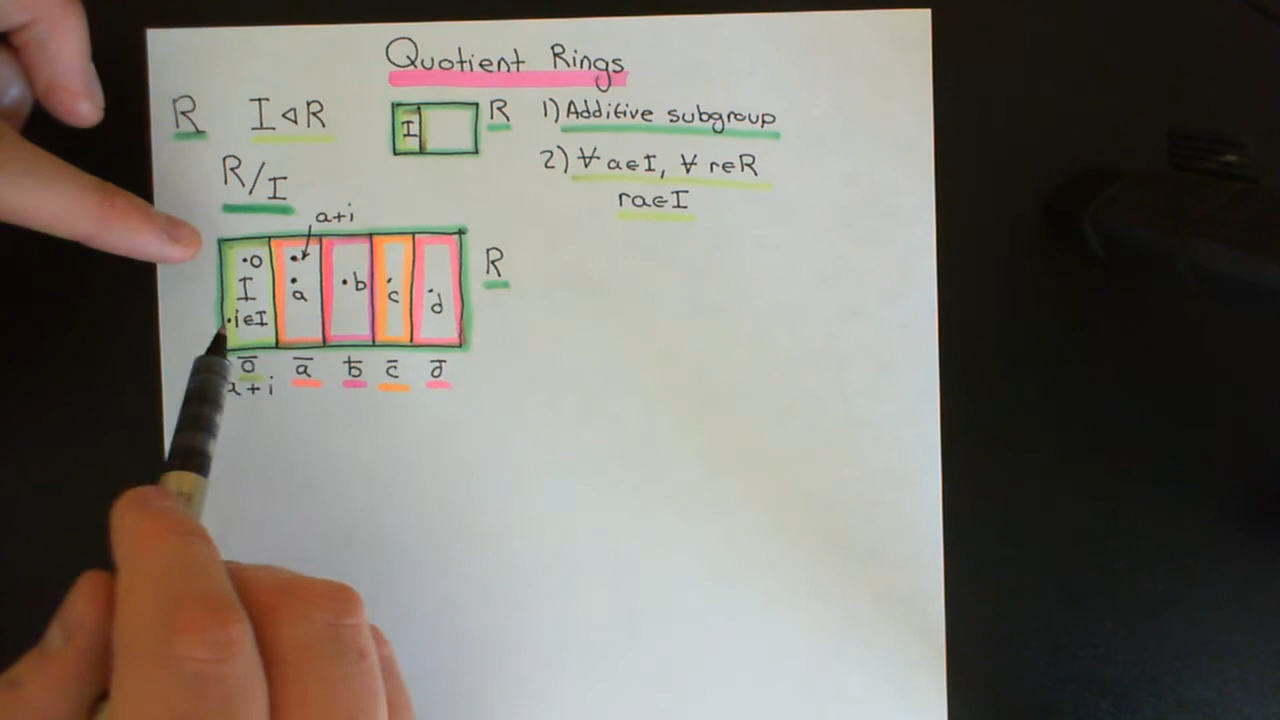 Quotient Rings
R I ◁ R
I R
1) Additive subgroup
2) ∀ a∈I, ∀ r∈R
ra∈I
R/I
a+i
·0
I
·i∈I
a
·b
c
d
R
0̄ ā b̄ c̄ d̄
+ i